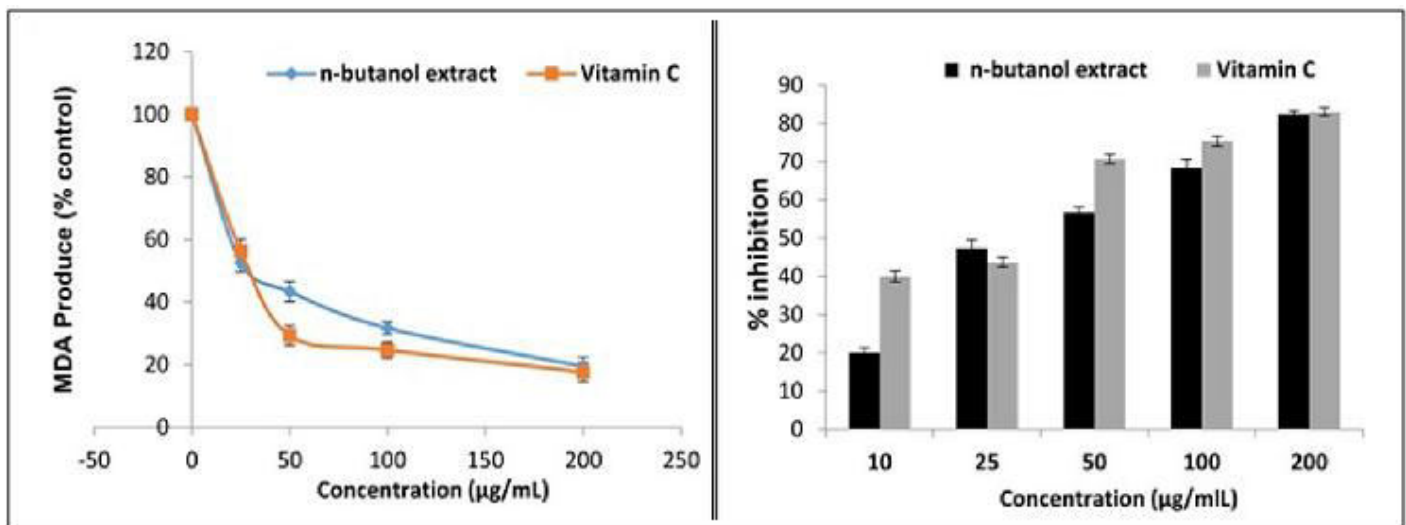 120
100
80
60
40
20
0
-50 0 50 100 150 200 250
MDA Produce (% control)
Concentration (µg/mL)
n-butanol extract Vitamin C
90
80
70
60
50
40
30
20
10
0
10 25 50 100 200
% inhibition
Concentration (µg/mlL)
n-butanol extract Vitamin C